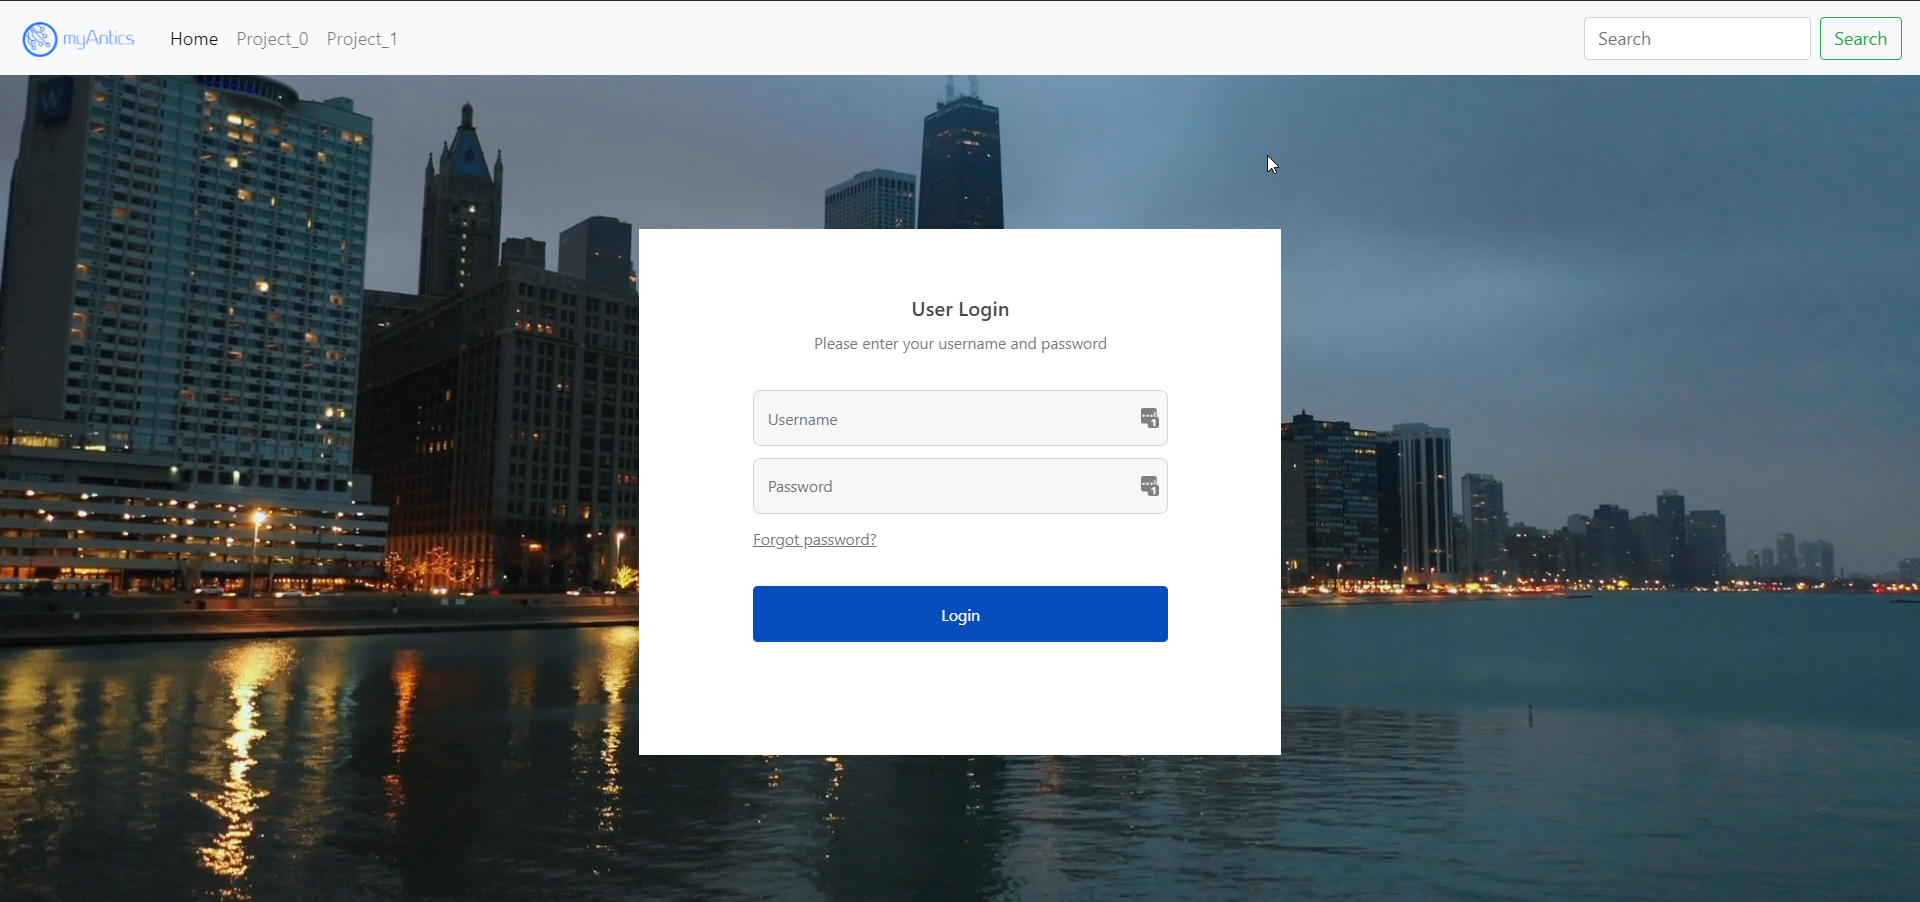 myAntics Home Project_0 Project_1 Search Search
W
User Login
Please enter your username and password
Username
Password
Forgot password?
Login